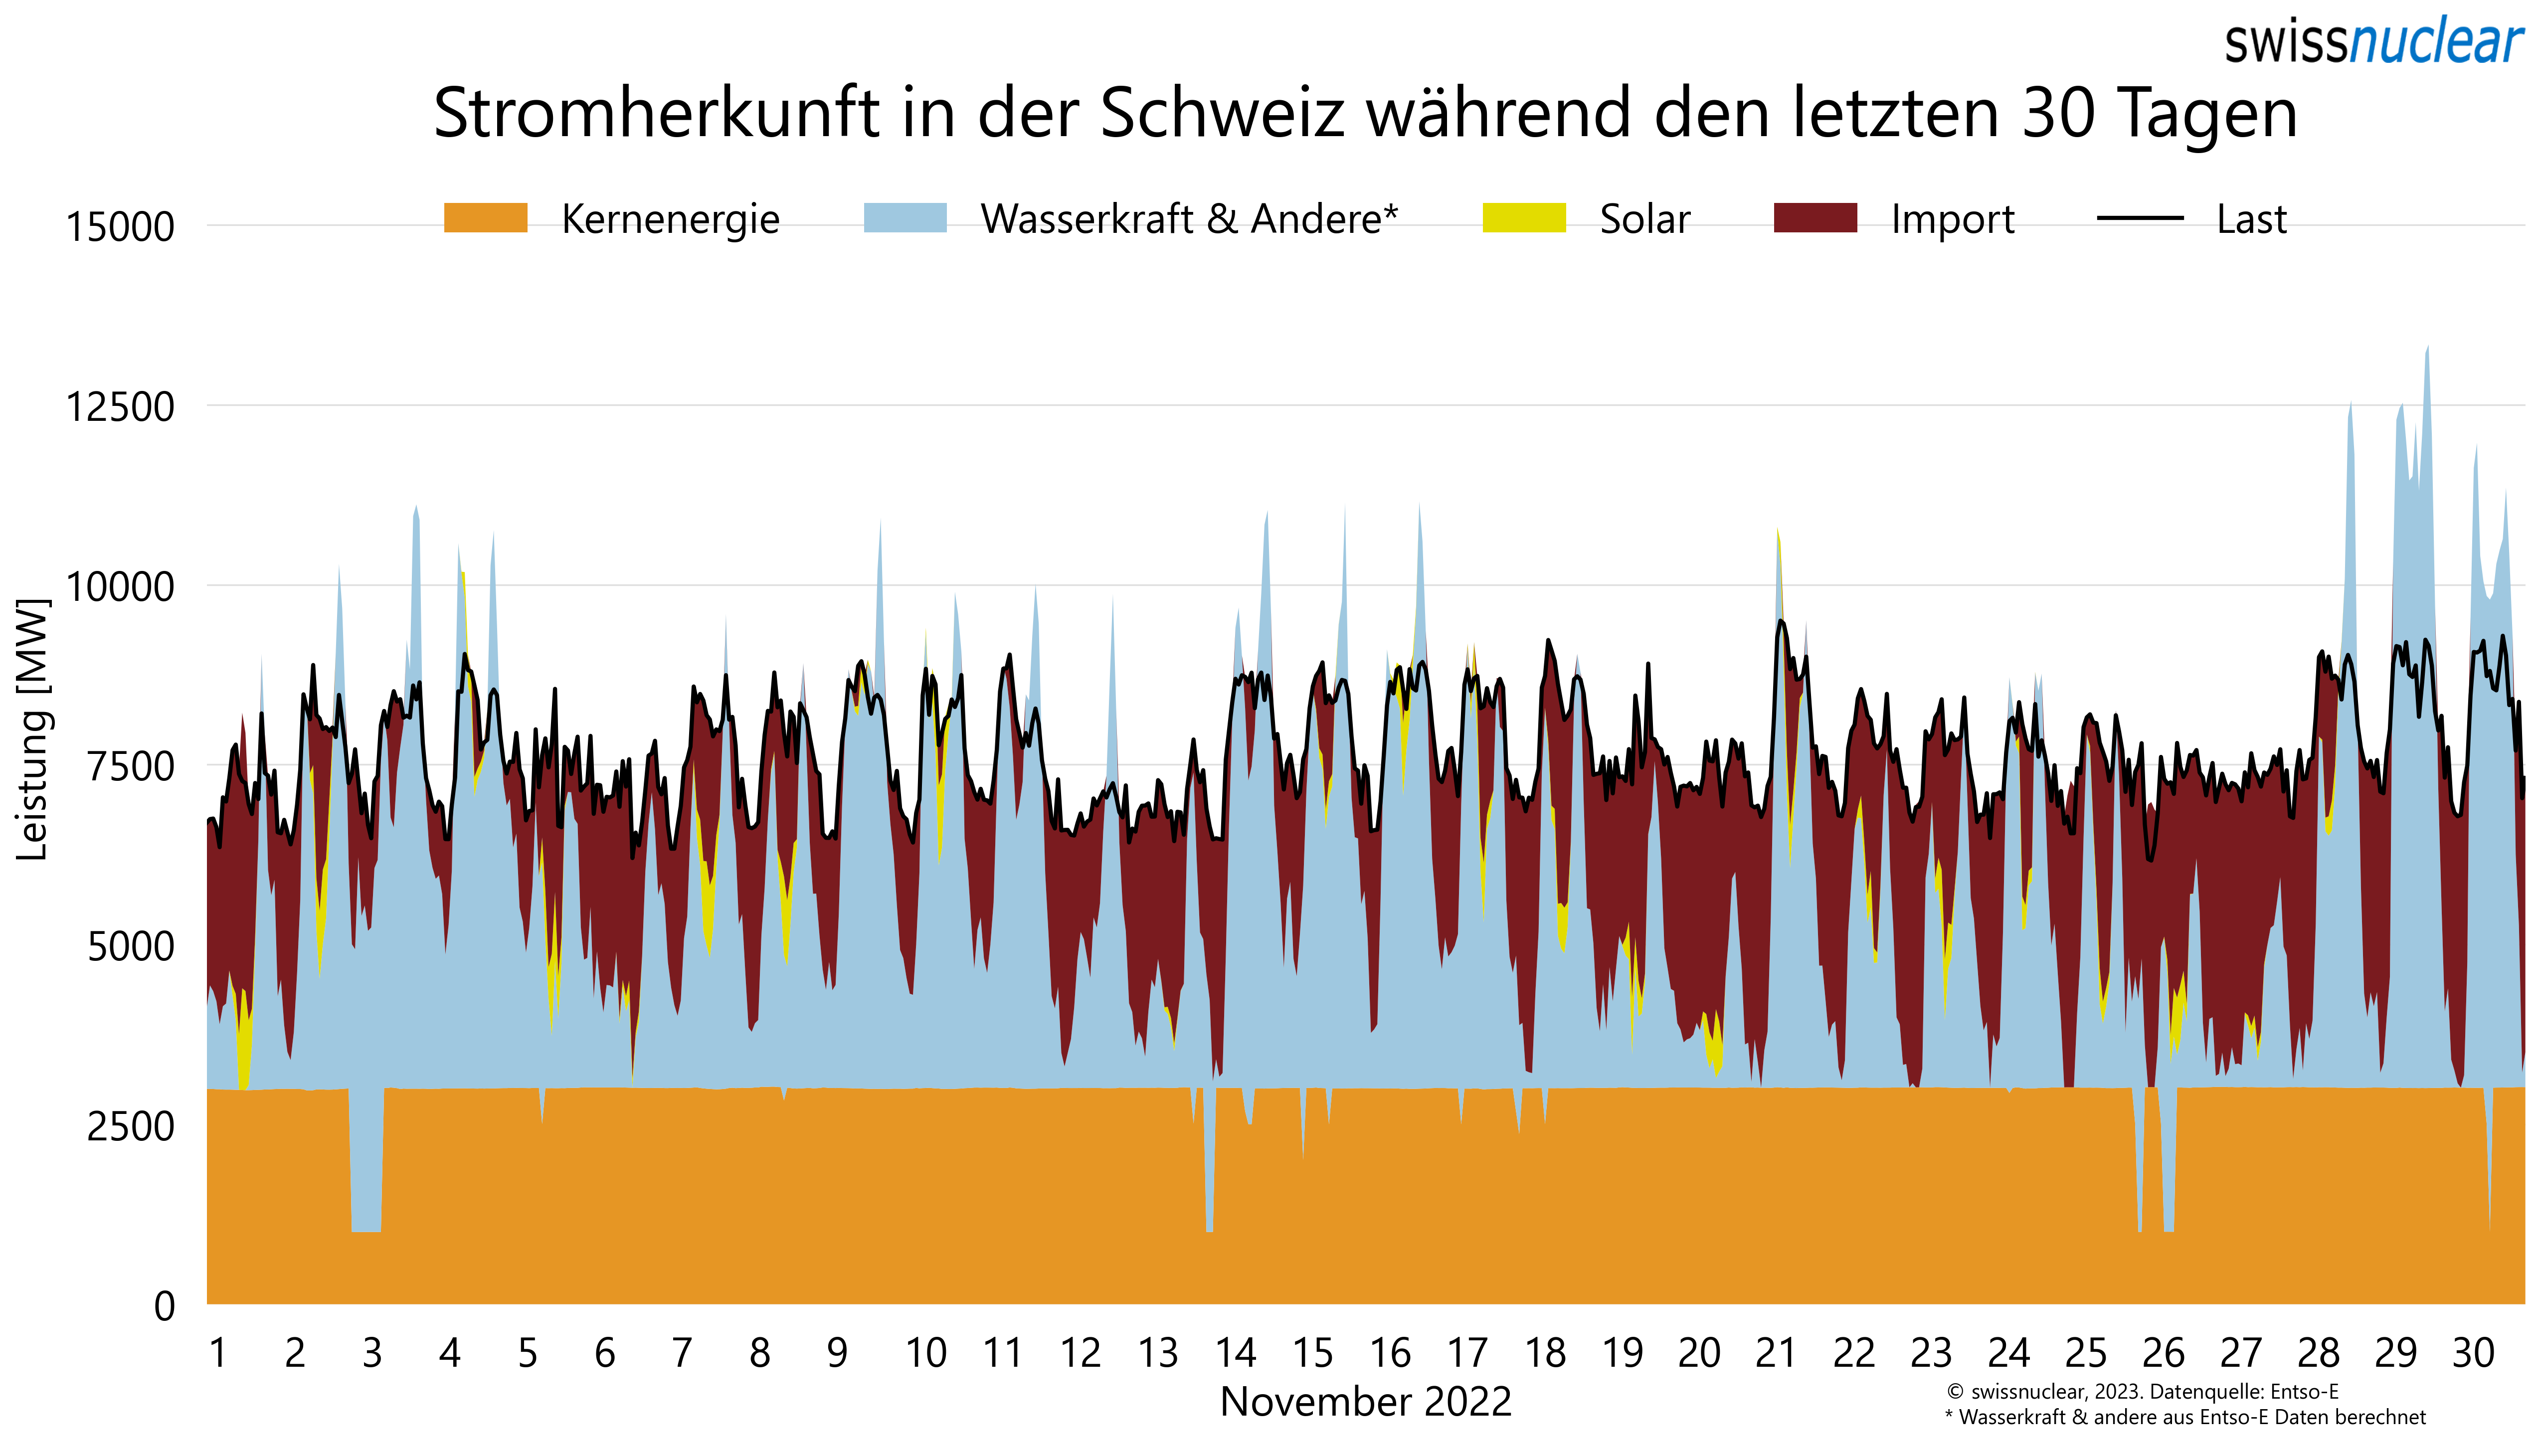 swissnuclear
Stromherkunft in der Schweiz während den letzten 30 Tagen
Kernenergie Wasserkraft & Andere* Solar Import Last
15000
12500
10000
7500
5000
2500
0
Leistung [MW]
1 2 3 4 5 6 7 8 9 10 11 12 13 14 15 16 17 18 19 20 21 22 23 24 25 26 27 28 29 30
November 2022
© swissnuclear, 2023. Datenquelle: Entso-E
* Wasserkraft & andere aus Entso-E Daten berechnet